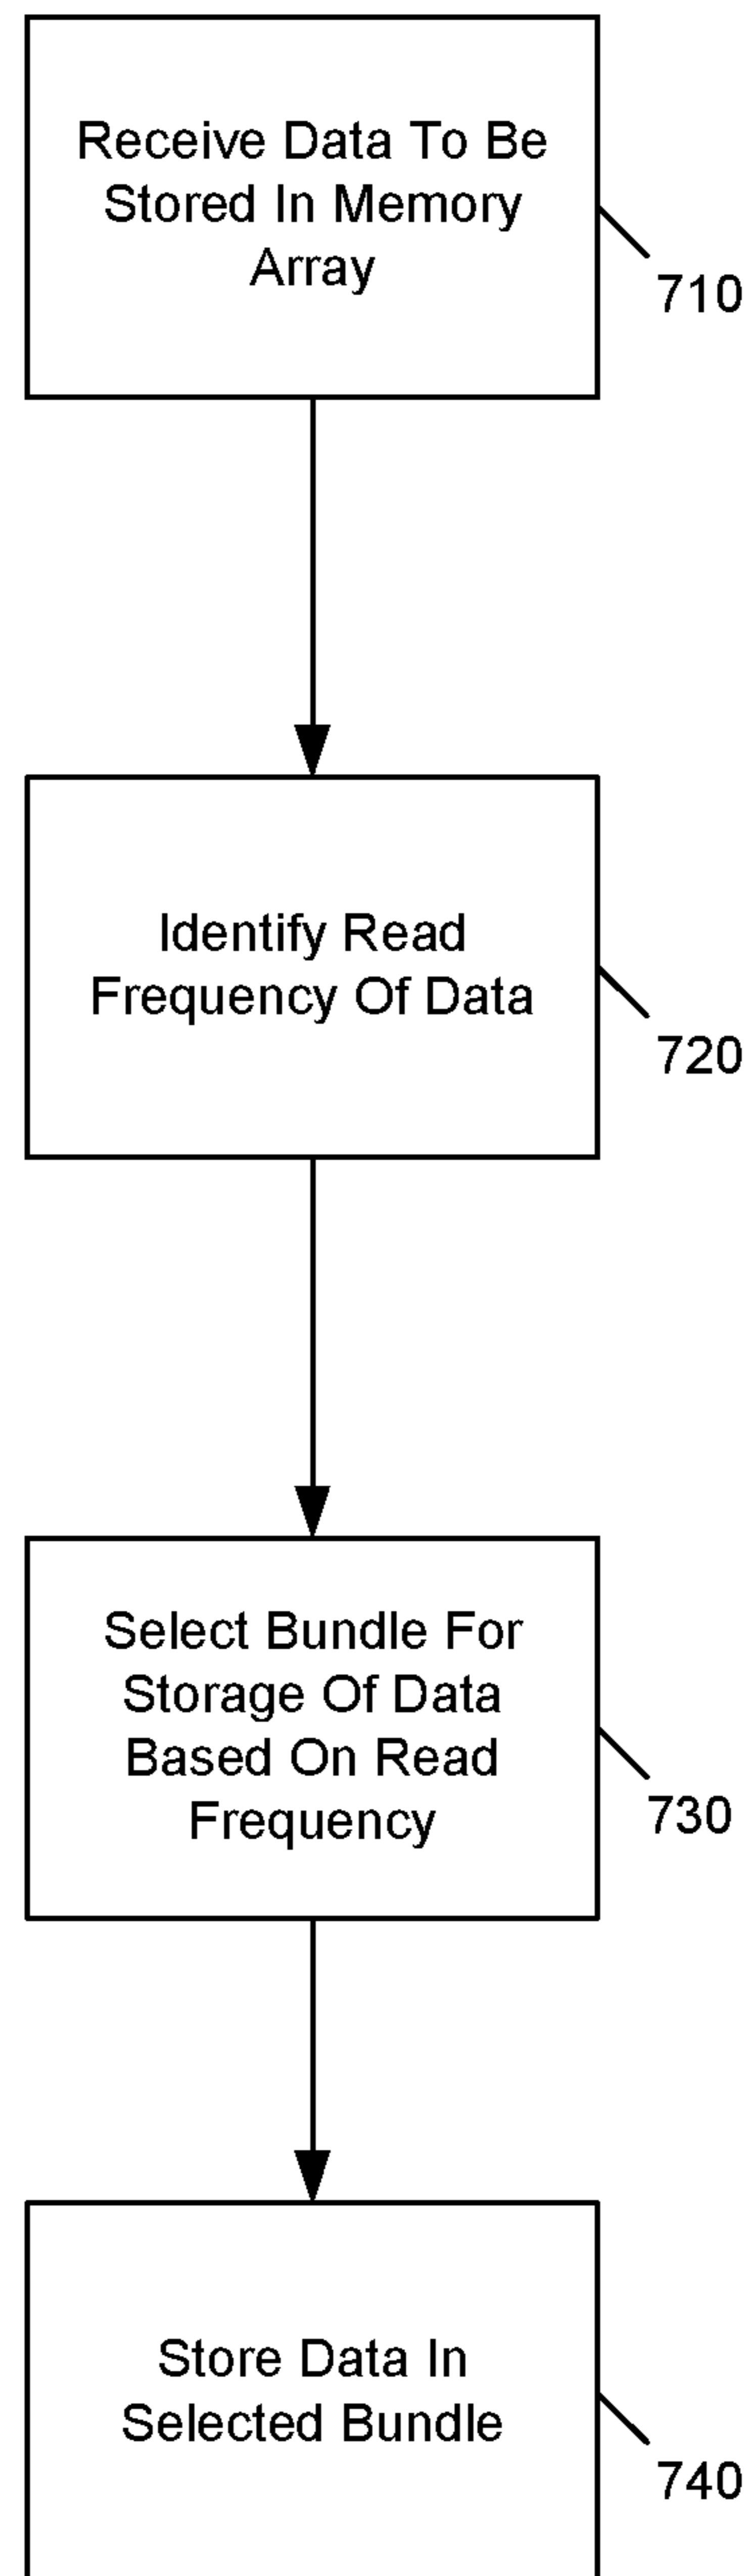 Receive Data To Be
Stored In Memory
Array
710
Identify Read
Frequency Of Data
720
Select Bundle For
Storage Of Data
Based On Read
Frequency
730
Store Data In
Selected Bundle
740